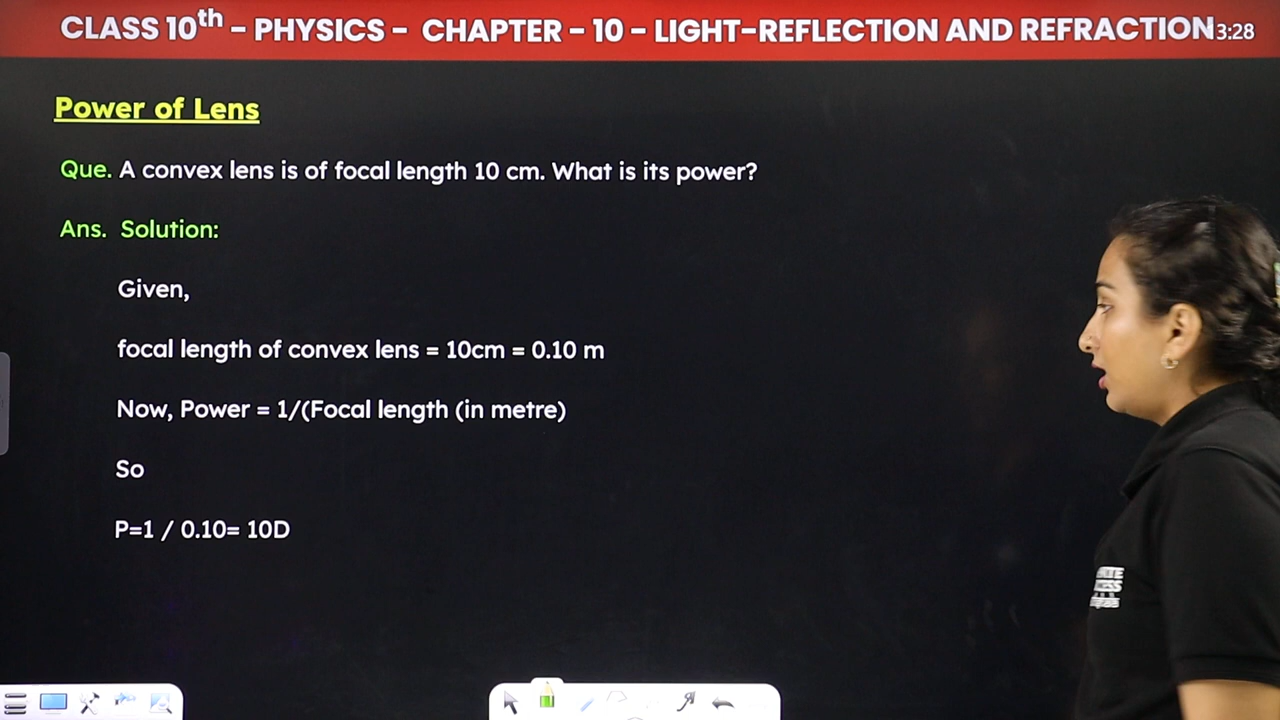 CLASS 10th - PHYSICS - CHAPTER - 10 - LIGHT-REFLECTION AND REFRACTION
3:28
Power of Lens
Que. A convex lens is of focal length 10 cm. What is its power?
Ans. Solution:
Given,
focal length of convex lens = 10cm = 0.10 m
Now, Power = 1/(Focal length (in metre)
So
P=1 / 0.10= 10D